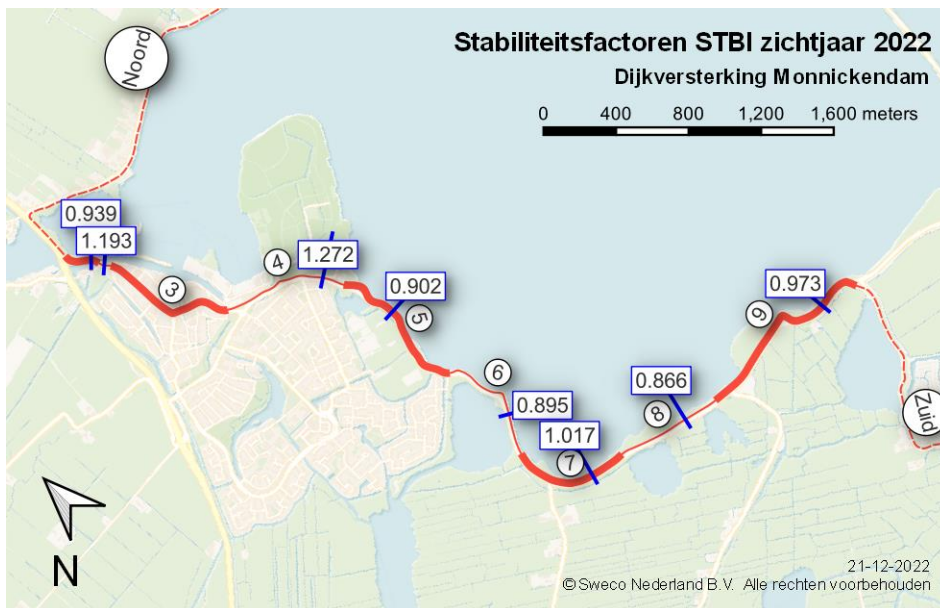 Stabiliteitsfactoren STBI zichtjaar 2022
Dijkversterking Monnickendam
0 400 800 1,200 1,600 meters
Noord
0.939
1.193
3
4
1.272
0.902
5
6
0.895
1.017
7
0.866
8
9
0.973
Zuid
N
21-12-2022
© Sweco Nederland B.V. Alle rechten voorbehouden